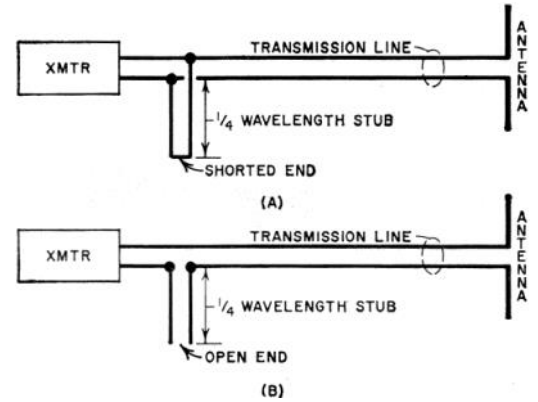 XMTR
TRANSMISSION LINE
ANTENNA
1/4 WAVELENGTH STUB
SHORTED END
(A)
XMTR
TRANSMISSION LINE
ANTENNA
1/4 WAVELENGTH STUB
OPEN END
(B)